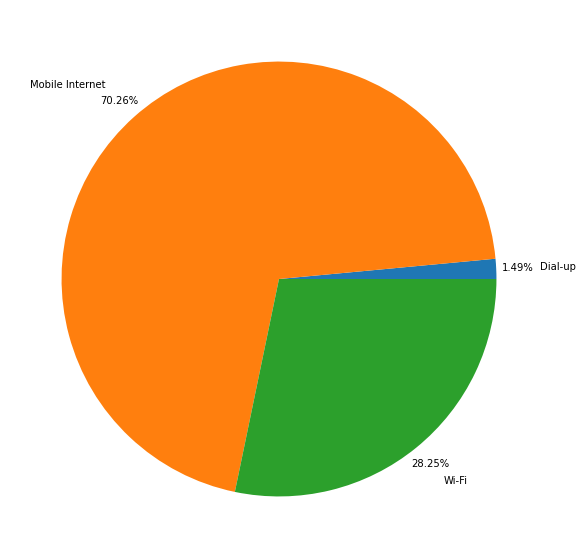 Mobile Internet
70.26%
1.49% Dial-up
28.25%
Wi-Fi